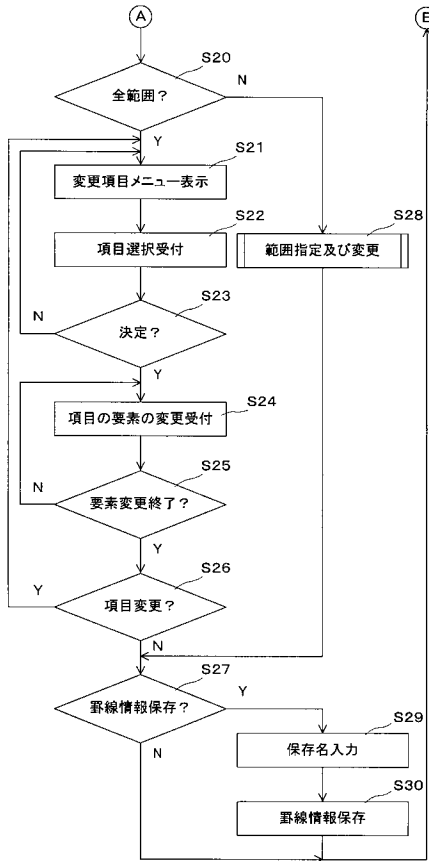 A
B
S20
全範囲？
N
Y
S21
変更項目メニュー表示
S22
項目選択受付
S28
範囲指定及び変更
S23
N
決定？
Y
S24
項目の要素の変更受付
S25
N
要素変更終了？
Y
S26
Y
項目変更？
N
S27
罫線情報保存？
Y
N
S29
保存名入力
S30
罫線情報保存